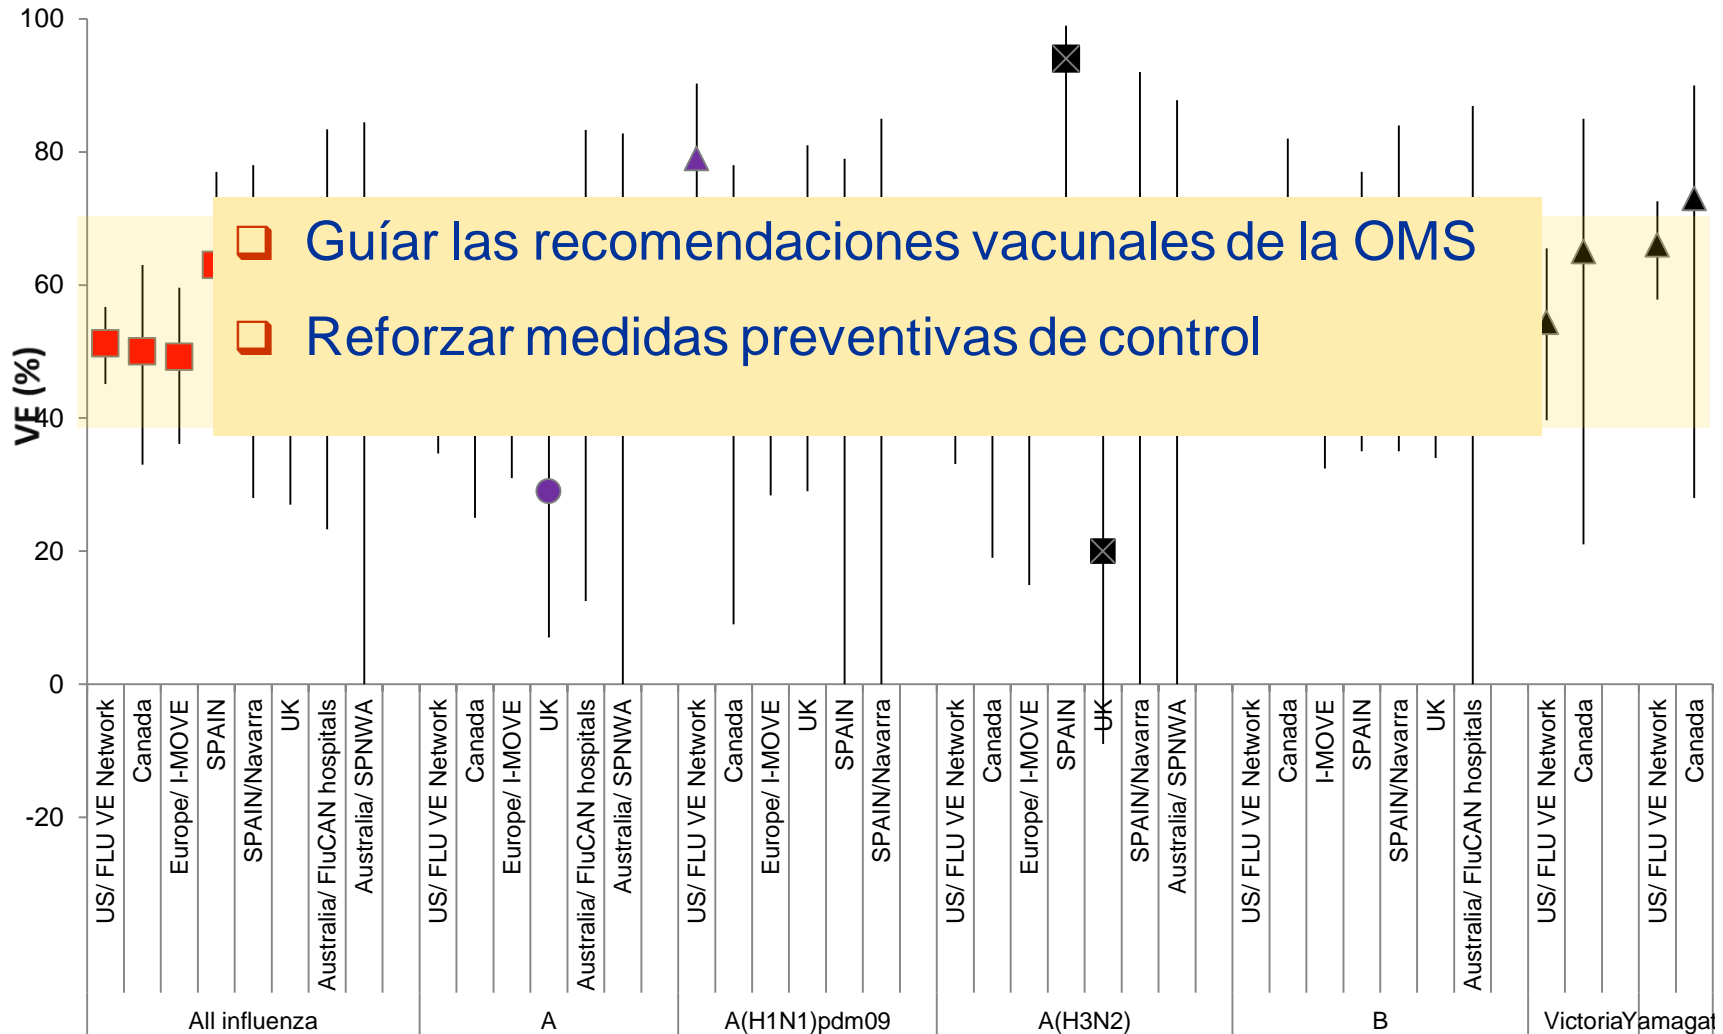 100
80
60
40
20
0
-20
VE (%)
Guíar las recomendaciones vacunales de la OMS
Reforzar medidas preventivas de control
US/ FLU VE Network
Canada
Europe/ I-MOVE
SPAIN
SPAIN/Navarra
UK
Australia/ FluCAN hospitals
Australia/ SPNWA
US/ FLU VE Network
Canada
Europe/ I-MOVE
UK
Australia/ FluCAN hospitals
Australia/ SPNWA
US/ FLU VE Network
Canada
Europe/ I-MOVE
UK
SPAIN
SPAIN/Navarra
US/ FLU VE Network
Canada
Europe/ I-MOVE
SPAIN
UK
SPAIN/Navarra
Australia/ SPNWA
US/ FLU VE Network
Canada
I-MOVE
SPAIN
SPAIN/Navarra
UK
Australia/ FluCAN hospitals
US/ FLU VE Network
Canada
US/ FLU VE Network
Canada
All influenza
A
A(H1N1)pdm09
A(H3N2)
B
Victoria
Yamagat